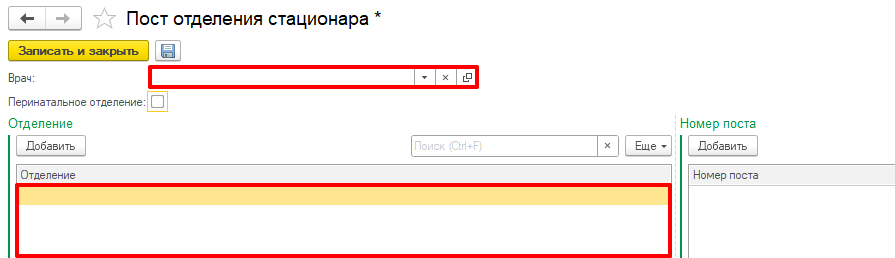 Пост отделения стационара *
Записать и закрыть
Врач:
Перинатальное отделение:
Отделение
Номер поста
Добавить
Поиск (Ctrl+F)
Еще
Добавить
Отделение
Номер поста